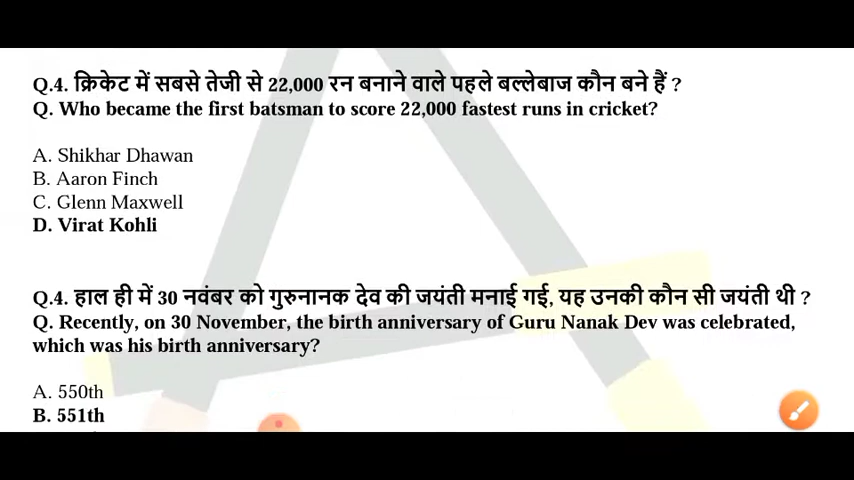 Q.4. क्रिकेट में सबसे तेजी से 22,000 रन बनाने वाले पहले बल्लेबाज कौन बने हैं ?
Q. Who became the first batsman to score 22,000 fastest runs in cricket?
A. Shikhar Dhawan
B. Aaron Finch
C. Glenn Maxwell
D. Virat Kohli
Q.4. हाल ही में 30 नवंबर को गुरुनानक देव की जयंती मनाई गई, यह उनकी कौन सी जयंती थी ?
Q. Recently, on 30 November, the birth anniversary of Guru Nanak Dev was celebrated,
which was his birth anniversary?
A. 550th
B. 551th